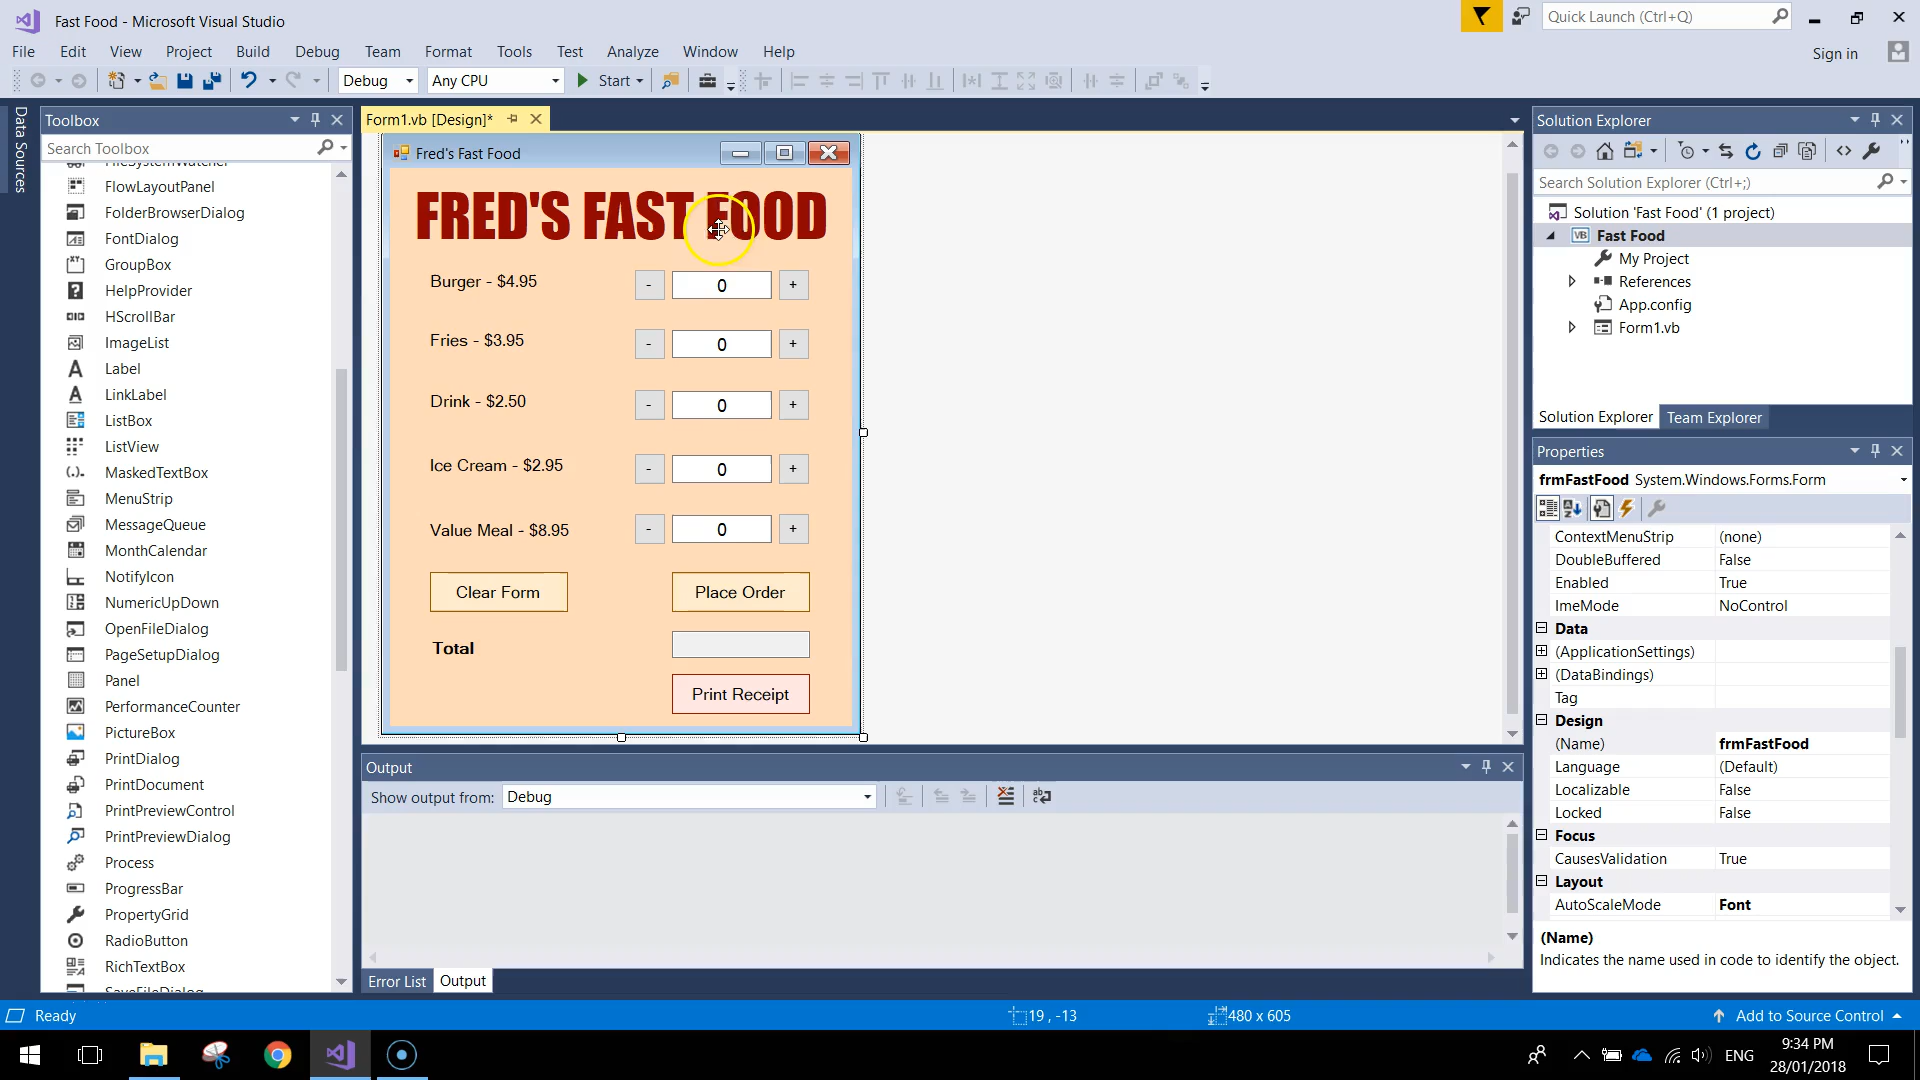 Fast Food - Microsoft Visual Studio
Quick Launch (Ctrl+Q)
File Edit View Project Build Debug Team Format Tools Test Analyze Window Help
Sign in
Debug Any CPU Start
Data Sources
Toolbox
Search Toolbox
FileSystemWatcher
FlowLayoutPanel
FolderBrowserDialog
FontDialog
GroupBox
HelpProvider
HScrollBar
ImageList
Label
LinkLabel
ListBox
ListView
MaskedTextBox
MenuStrip
MessageQueue
MonthCalendar
NotifyIcon
NumericUpDown
OpenFileDialog
PageSetupDialog
Panel
PerformanceCounter
PictureBox
PrintDialog
PrintDocument
PrintPreviewControl
PrintPreviewDialog
Process
ProgressBar
PropertyGrid
RadioButton
RichTextBox
SaveFileDialog
Form1.vb [Design]*
Fred's Fast Food
FRED'S FAST FOOD
Burger - $4.95 - 0 +
Fries - $3.95 - 0 +
Drink - $2.50 - 0 +
Ice Cream - $2.95 - 0 +
Value Meal - $8.95 - 0 +
Clear Form Place Order
Total
Print Receipt
Output
Show output from: Debug
Error List Output
Solution Explorer
Search Solution Explorer (Ctrl+;)
Solution 'Fast Food' (1 project)
VB Fast Food
My Project
References
App.config
Form1.vb
Solution Explorer Team Explorer
Properties
frmFastFood System.Windows.Forms.Form
ContextMenuStrip (none)
DoubleBuffered False
Enabled True
ImeMode NoControl
Data
(ApplicationSettings)
(DataBindings)
Tag
Design
(Name) frmFastFood
Language (Default)
Localizable False
Locked False
Focus
CausesValidation True
Layout
AutoScaleMode Font
(Name)
Indicates the name used in code to identify the object.
Ready 19 , -13 480 x 605 Add to Source Control
ENG
9:34 PM
28/01/2018